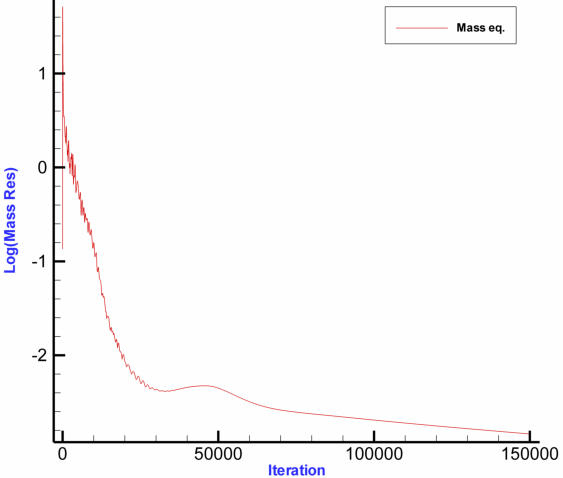 Mass eq.
1
0
-1
-2
Log(Mass Res)
0
50000
100000
150000
Iteration